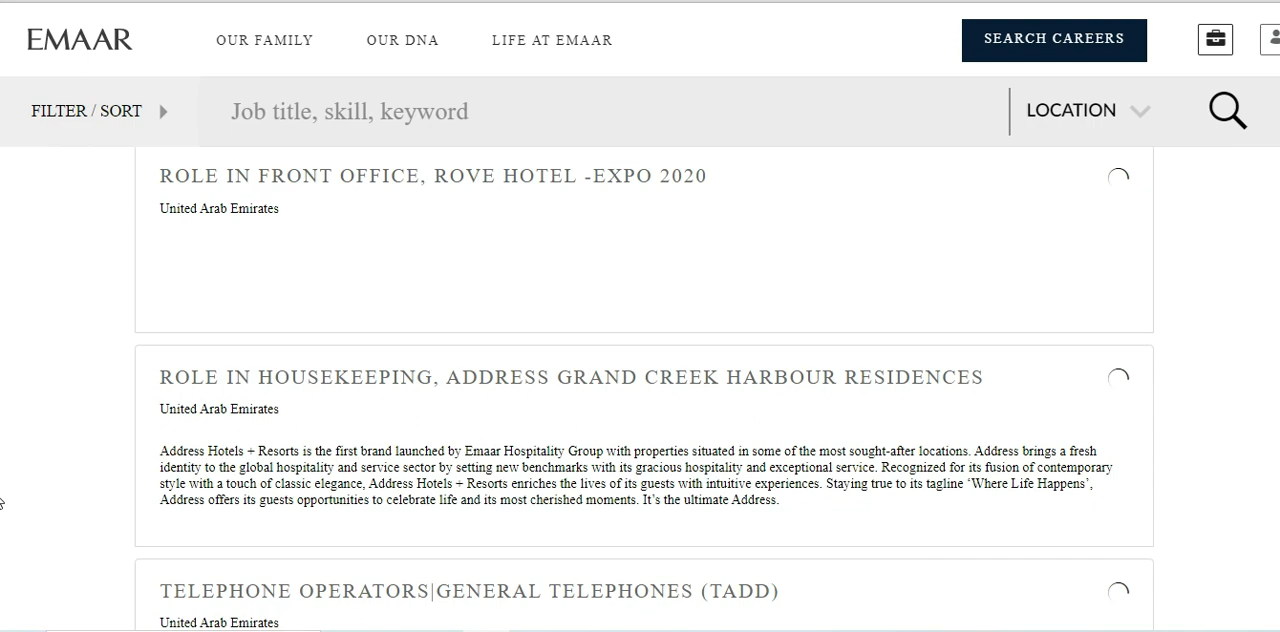 EMAAR
OUR FAMILY
OUR DNA
LIFE AT EMAAR
SEARCH CAREERS
FILTER / SORT
Job title, skill, keyword
LOCATION
ROLE IN FRONT OFFICE, ROVE HOTEL -EXPO 2020
United Arab Emirates
ROLE IN HOUSEKEEPING, ADDRESS GRAND CREEK HARBOUR RESIDENCES
United Arab Emirates
Address Hotels + Resorts is the first brand launched by Emaar Hospitality Group with properties situated in some of the most sought-after locations. Address brings a fresh
identity to the global hospitality and service sector by setting new benchmarks with its gracious hospitality and exceptional service. Recognized for its fusion of contemporary
style with a touch of classic elegance, Address Hotels + Resorts enriches the lives of its guests with intuitive experiences. Staying true to its tagline ‘Where Life Happens’,
Address offers its guests opportunities to celebrate life and its most cherished moments. It’s the ultimate Address.
TELEPHONE OPERATORS|GENERAL TELEPHONES (TADD)
United Arab Emirates